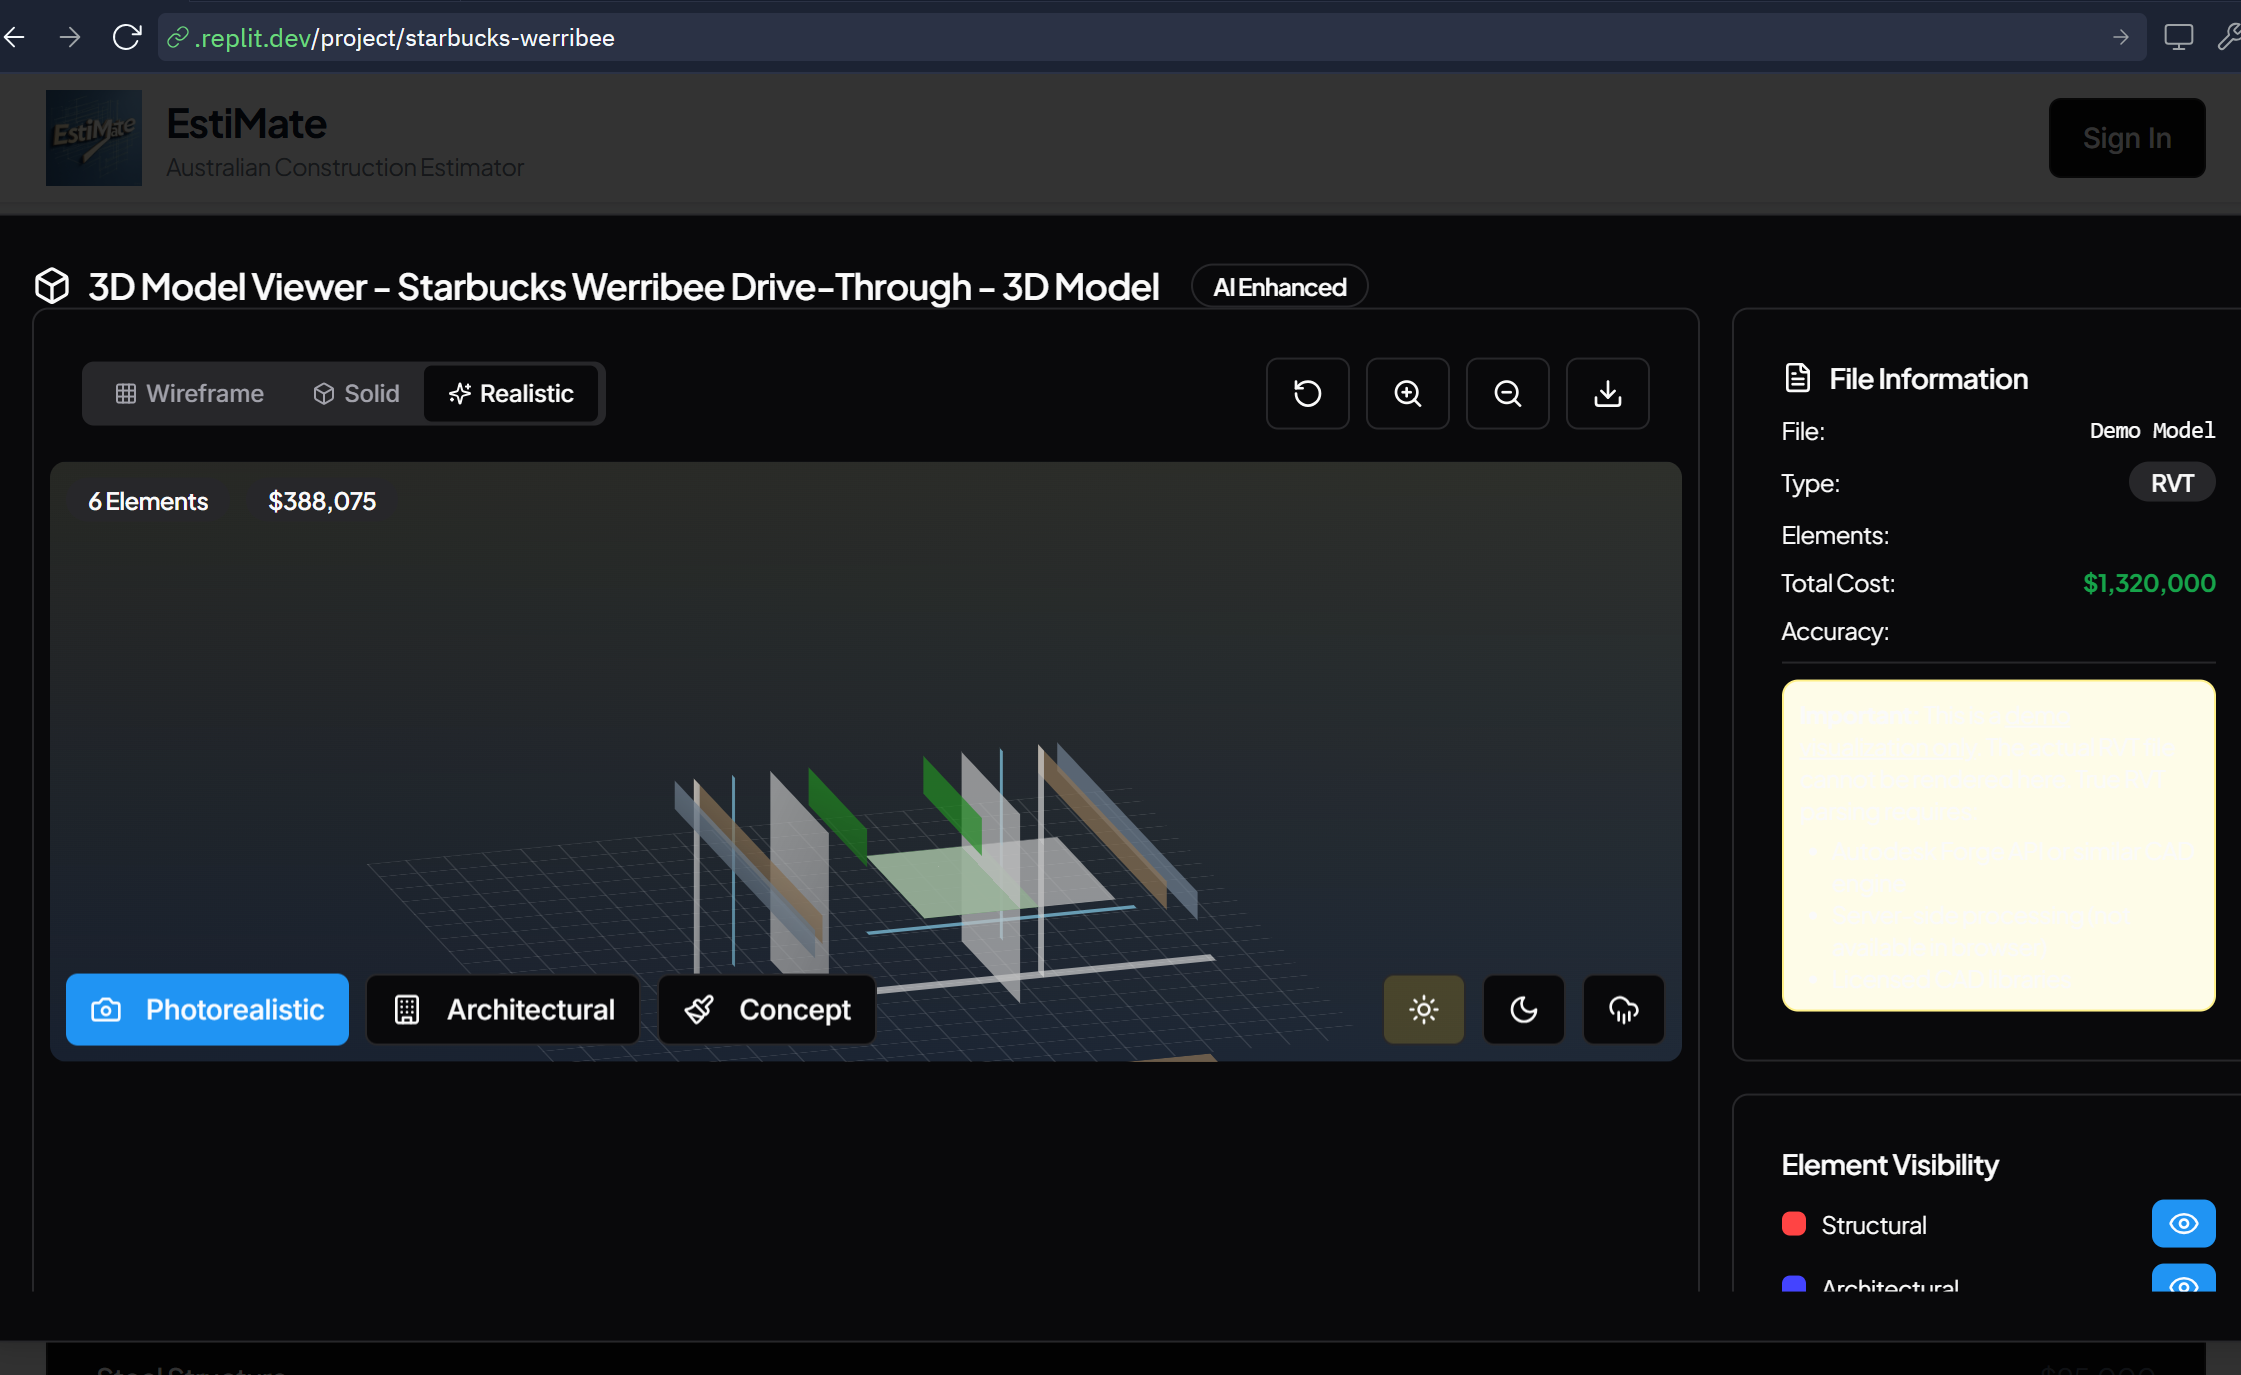 .replit.dev/project/starbucks-werribee
EstiMate
EstiMate
Australian Construction Estimator
Sign In
3D Model Viewer - Starbucks Werribee Drive-Through - 3D Model
AI Enhanced
Wireframe
Solid
Realistic
6 Elements
$388,075
Photorealistic
Architectural
Concept
File Information
File:
Demo Model
Type:
RVT
Elements:
Total Cost:
$1,320,000
Accuracy:
Element Visibility
Structural
Architectural
Steel Structure